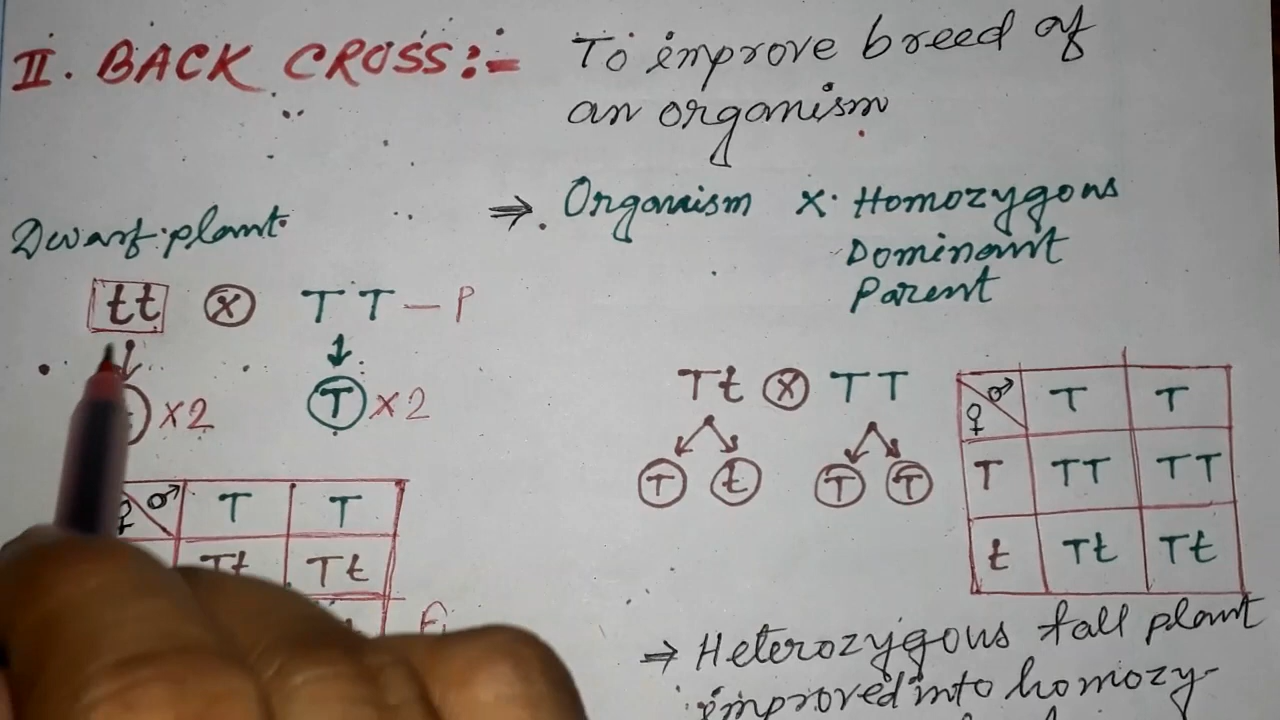 II. BACK CROSS:-
To improve breed of
an organism
Dwarf plant
⇒ Organism X Homozygous
Dominant
Parent
tt ⊗ TT — P
T ×2
×2
♀ ♂ T T
Tt Tt
F₁
Tt ⊗ TT
T t T T
♀ ♂ T T
T TT TT
t Tt Tt
⇒ Heterozygous tall plant
improved into homozy-